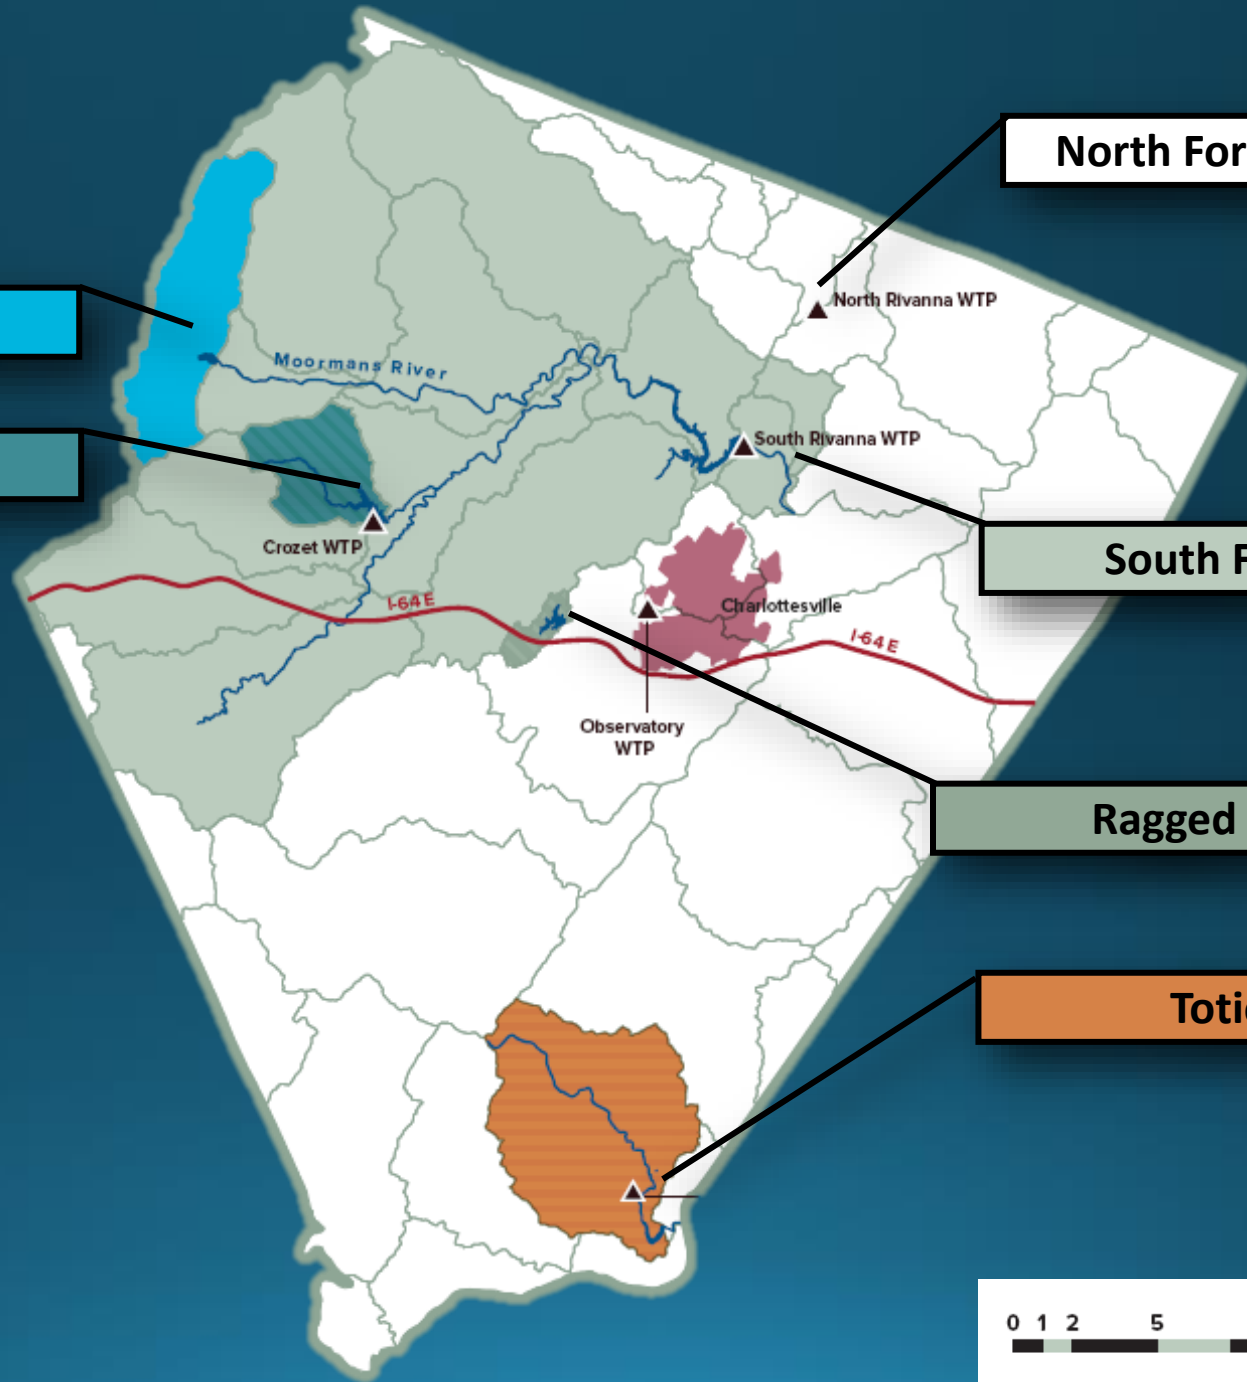 North For
North Rivanna WTP
Moormans River
South Rivanna WTP
Crozet WTP
South F
I-64 E
Charlottesville
I-64 E
Observatory
WTP
Ragged
Toti
0 1 2 5